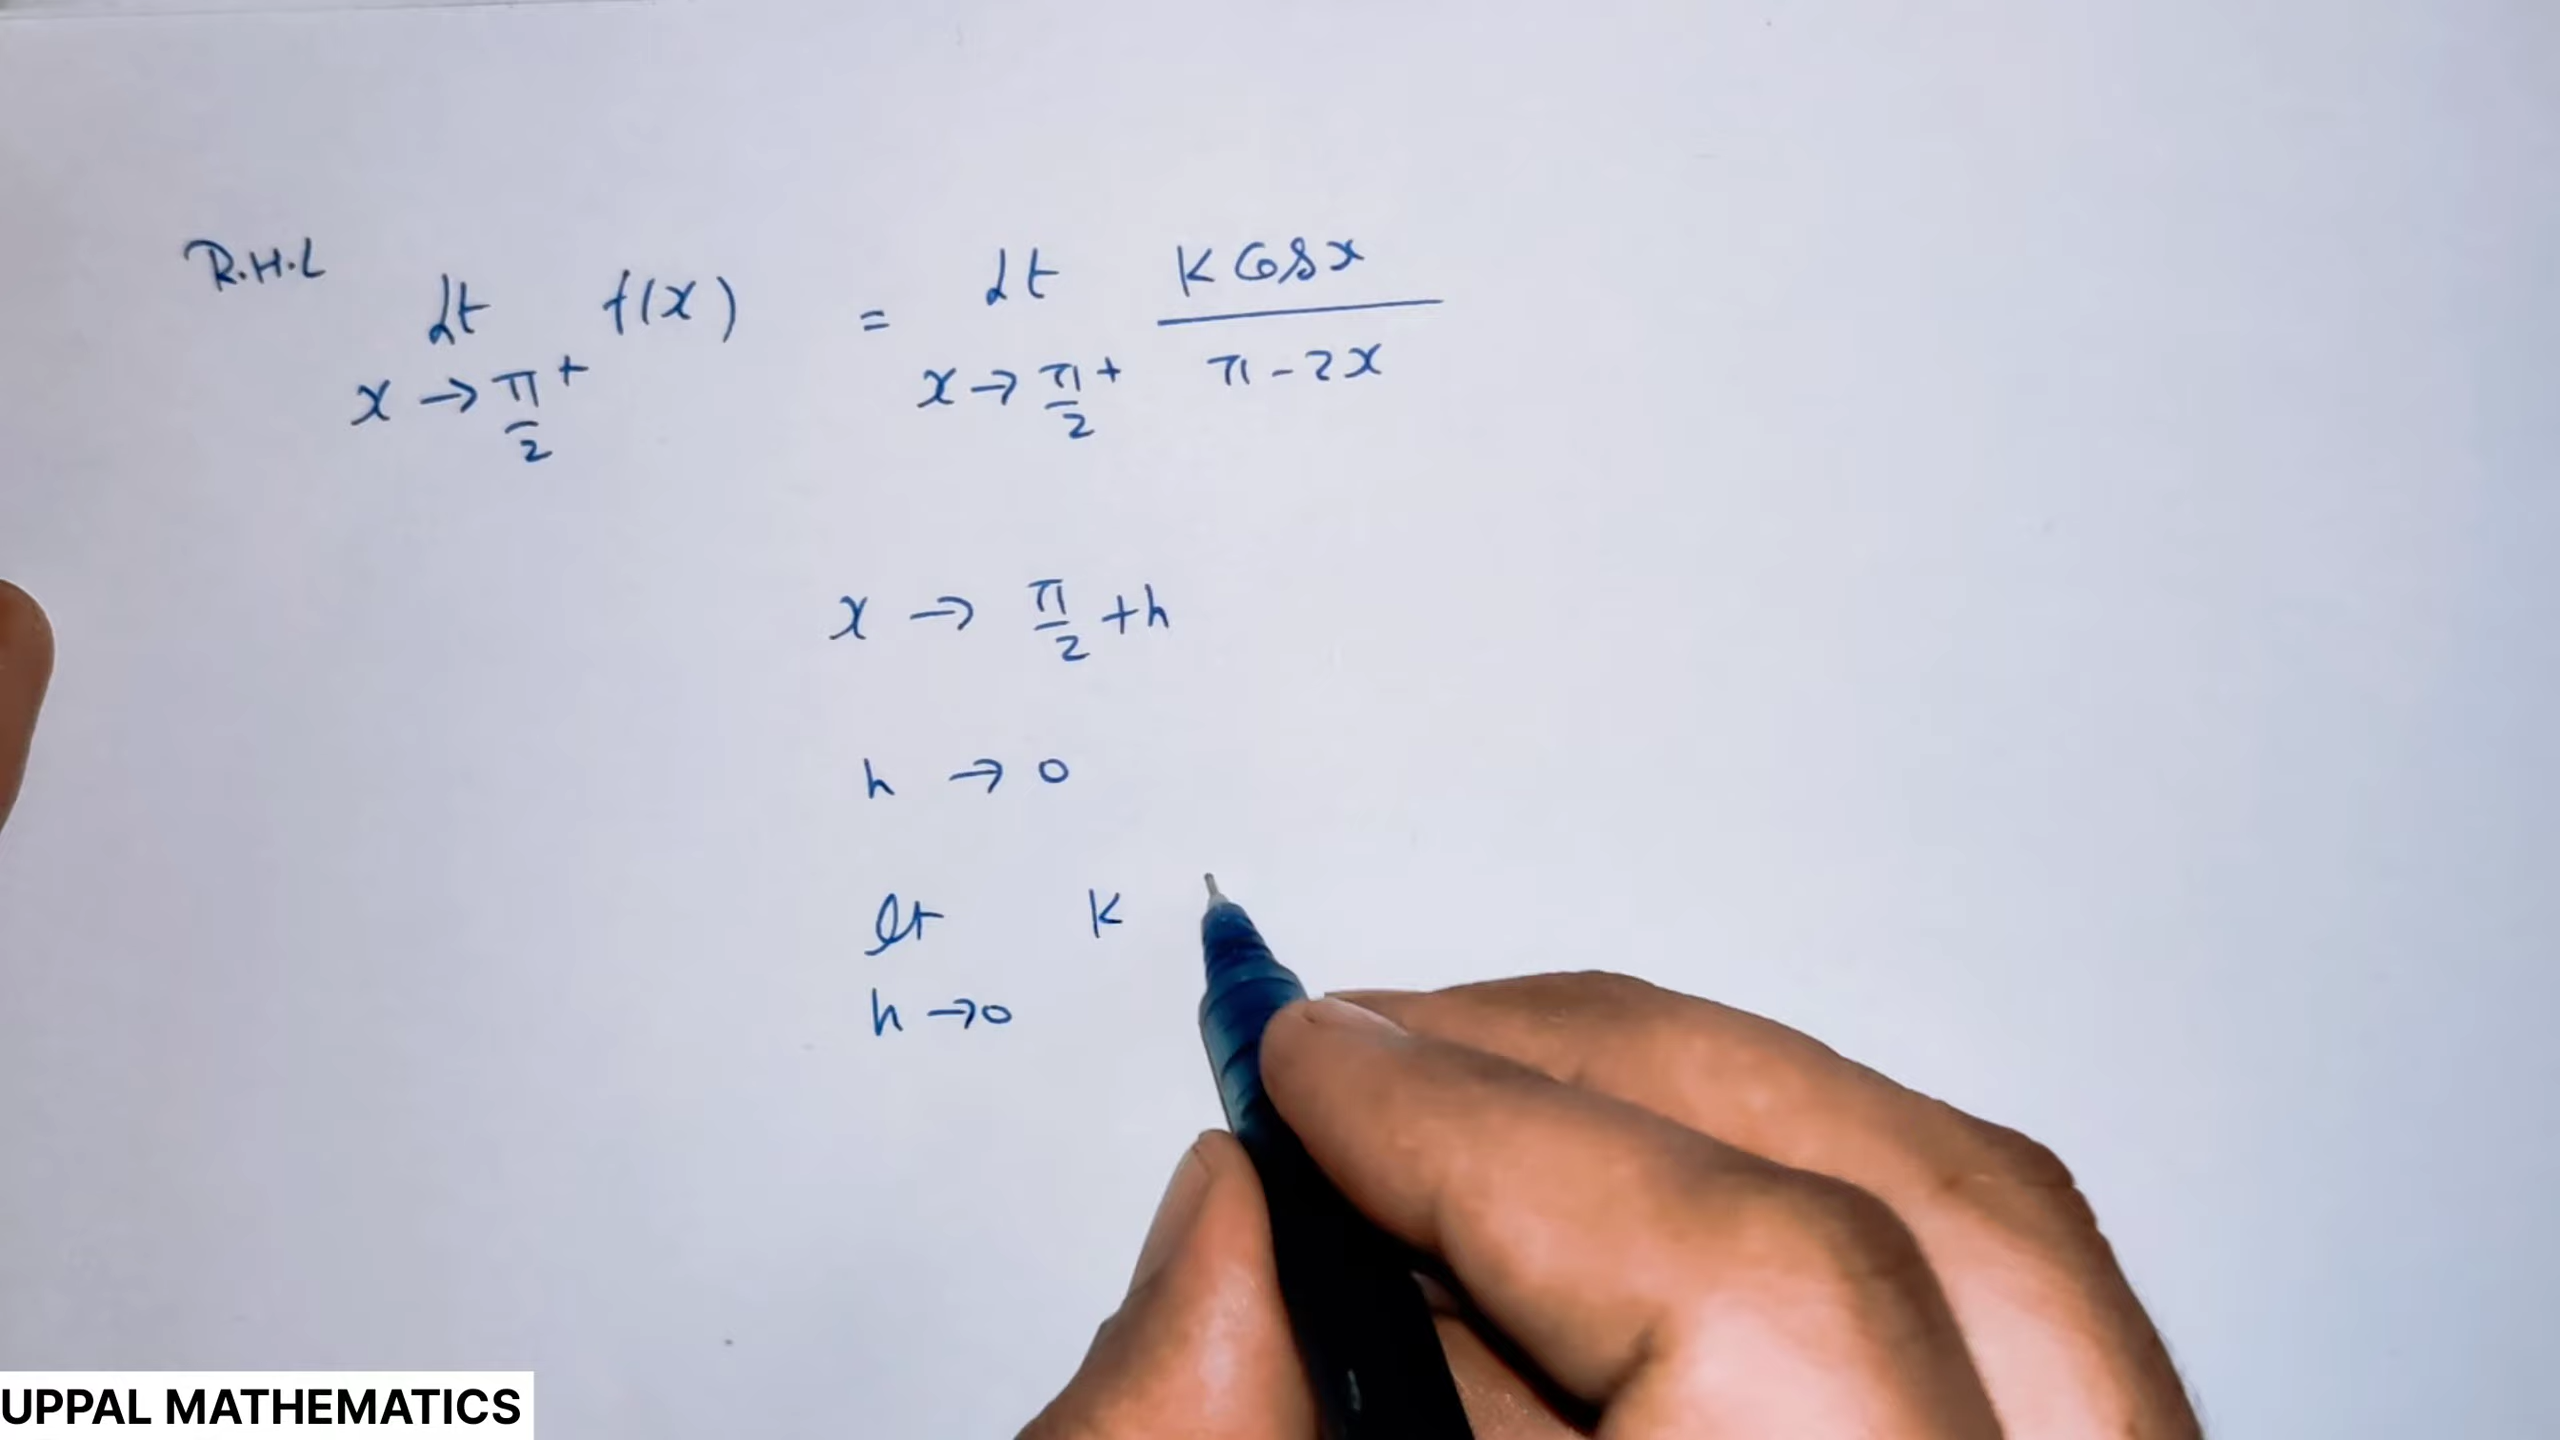 R.H.L
Lt f(x) = Lt K Cos x
x → π/2+ x → π/2+ π - 2x
x → π/2 + h
h → 0
lt K
h → 0
UPPAL MATHEMATICS